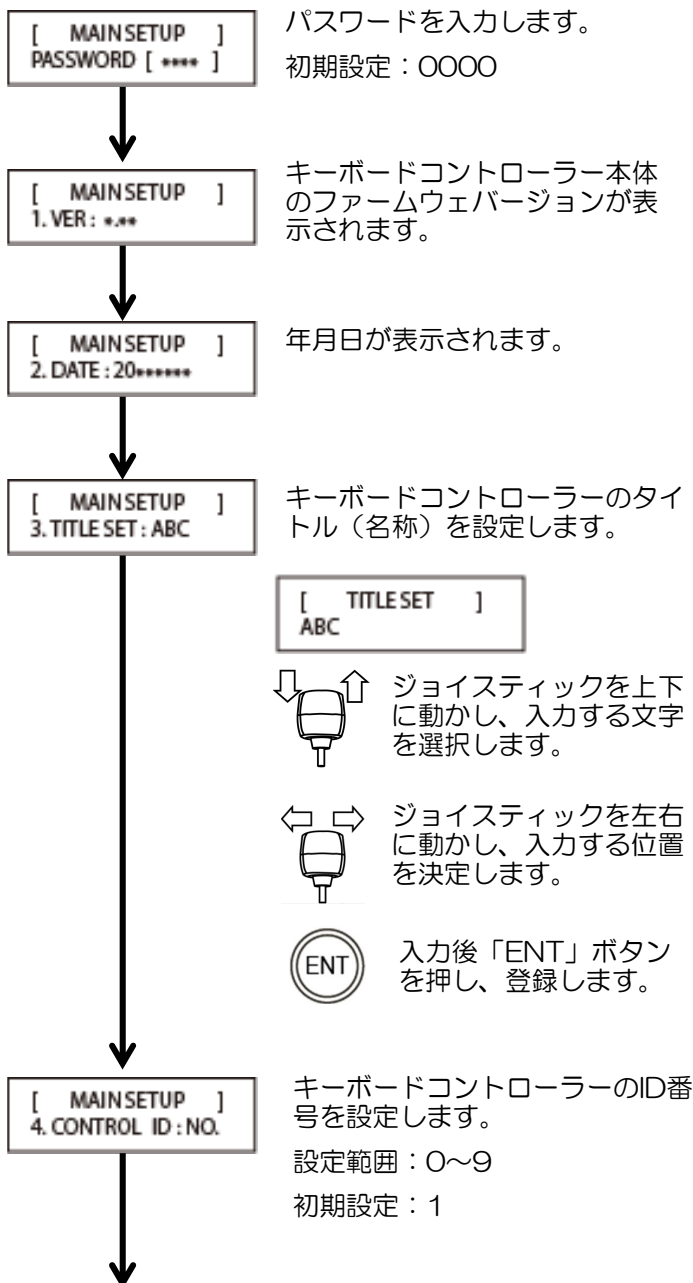 [ MAIN SETUP ]
PASSWORD [ **** ]
パスワードを入力します。
初期設定：0000
[ MAIN SETUP ]
1. VER : *.**
キーボードコントローラー本体
のファームウェバージョンが表
示されます。
[ MAIN SETUP ]
2. DATE : 20******
年月日が表示されます。
[ MAIN SETUP ]
3. TITLE SET : ABC
キーボードコントローラーのタイ
トル（名称）を設定します。
[ TITLE SET ]
ABC
ジョイスティックを上下
に動かし、入力する文字
を選択します。
ジョイスティックを左右
に動かし、入力する位置
を決定します。
ENT
入力後「ENT」ボタン
を押し、登録します。
[ MAIN SETUP ]
4. CONTROL ID : NO.
キーボードコントローラーのID番
号を設定します。
設定範囲：0～9
初期設定：1